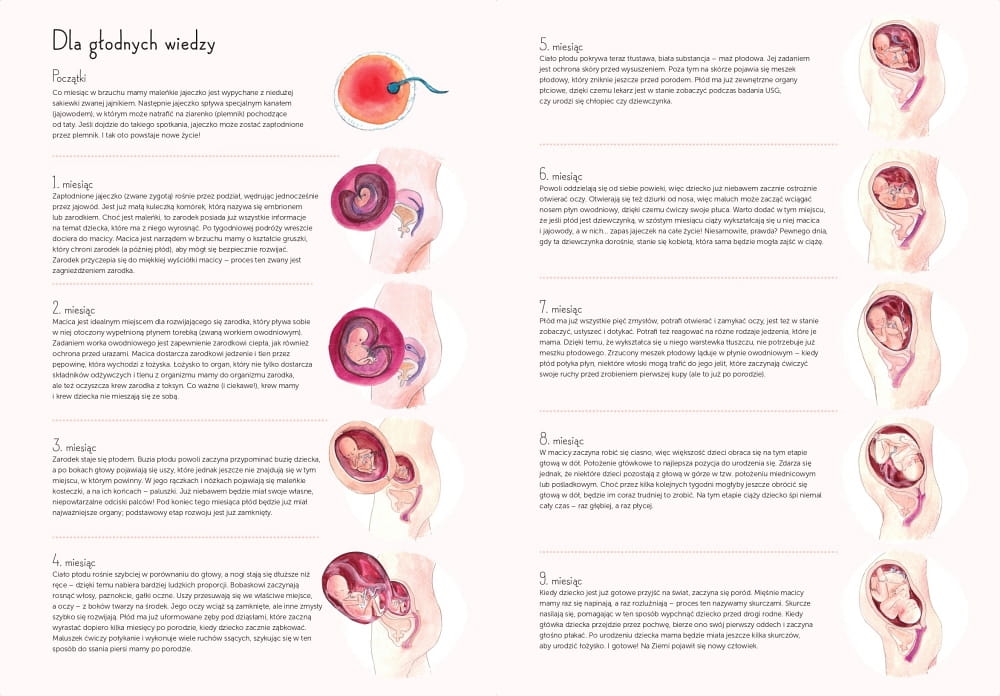 Dla głodnych wiedzy
Początki
Co miesiąc w brzuchu mamy maleńkie jajeczko jest wypychane z niedużej
sakiewki zwanej jajnikiem. Następnie jajeczko spływa specjalnym kanałem
(jajowodem), w którym może natrafić na ziarenko (plemnik) pochodzące
od taty. Jeśli dojdzie do takiego spotkania, jajeczko może zostać zapłodnione
przez plemnik. I tak oto powstaje nowe życie!
1. miesiąc
Zapłodnione jajeczko (zwane zygotą) rośnie przez podział, wędrując jednocześnie
przez jajowód. Jest już małą kuleczką komórek, którą nazywa się embrionem
lub zarodkiem. Choć jest maleńki, to zarodek posiada już wszystkie informacje
na temat dziecka, które ma z niego wyrosnąć. Po tygodniowej podróży wreszcie
dociera do macicy. Macica jest narządem w brzuchu mamy o kształcie gruszki,
który chroni zarodek (a później płód), aby mógł się bezpiecznie rozwijać.
Zarodek przyczepia się do miękkiej wyściółki macicy – proces ten zwany jest
zagnieżdżeniem zarodka.
2. miesiąc
Macica jest idealnym miejscem dla rozwijającego się zarodka, który pływa sobie
w niej otoczony wypełnioną płynem torebką (zwaną workiem owodniowym).
Zadaniem worka owodniowego jest zapewnienie zarodkowi ciepła, jak również
ochrona przed urazami. Macica dostarcza zarodkowi jedzenie i tlen przez
pępowinę, która wychodzi z łożyska. Łożysko to organ, który nie tylko dostarcza
składników odżywczych i tlenu z organizmu mamy do organizmu zarodka,
ale też oczyszcza krew zarodka z toksyn. Co ważne (i ciekawe!), krew mamy
i krew dziecka nie mieszają się ze sobą.
3. miesiąc
Zarodek staje się płodem. Buzia płodu powoli zaczyna przypominać buzię dziecka,
a po bokach głowy pojawiają się uszy, które jednak jeszcze nie znajdują się w tym
miejscu, w którym powinny. W jego rączkach i nóżkach pojawiają się maleńkie
kosteczki, a na ich końcach – paluszki. Już niebawem będzie miał swoje własne,
niepowtarzalne odciski palców! Pod koniec tego miesiąca płód będzie już miał
najważniejsze organy; podstawowy etap rozwoju jest już zamknięty.
4. miesiąc
Ciało płodu rośnie szybciej w porównaniu do głowy, a nogi stają się dłuższe niż
ręce – dzięki temu nabiera bardziej ludzkich proporcji. Bobaskowi zaczynają
rosnąć włosy, paznokcie, gałki oczne. Uszy przesuwają się we właściwe miejsce,
a oczy – z boków twarzy na środek. Jego oczy wciąż są zamknięte, ale inne zmysły
szybko się rozwijają. Płód ma już uformowane zęby pod dziąsłami, które zaczną
wyrastać dopiero kilka miesięcy po porodzie, kiedy dziecko zacznie ząbkować.
Maluszek ćwiczy połykanie i wykonuje wiele ruchów ssących, szykując się w ten
sposób do ssania piersi mamy po porodzie.
5. miesiąc
Ciało płodu pokrywa teraz tłustawa, biała substancja – maź płodowa. Jej zadaniem
jest ochrona skóry przed wysuszeniem. Poza tym na skórze pojawia się meszek
płodowy, który zniknie jeszcze przed porodem. Płód ma już zewnętrzne organy
płciowe, dzięki czemu lekarz jest w stanie zobaczyć podczas badania USG,
czy urodzi się chłopiec czy dziewczynka.
6. miesiąc
Powoli oddzielają się od siebie powieki, więc dziecko już niebawem zacznie ostrożnie
otwierać oczy. Otwierają się też dziurki od nosa, więc maluch może zacząć wciągać
nosem płyn owodniowy, dzięki czemu ćwiczy swoje płuca. Warto dodać w tym miejscu,
że jeśli płód jest dziewczynką, w szóstym miesiącu ciąży wykształcają się u niej macica
i jajowody, a w nich... zapas jajeczek na całe życie! Niesamowite, prawda? Pewnego dnia,
gdy ta dziewczynka dorośnie, stanie się kobietą, która sama będzie mogła zajść w ciążę.
7. miesiąc
Płód ma już wszystkie pięć zmysłów, potrafi otwierać i zamykać oczy, jest też w stanie
zobaczyć, usłyszeć i dotykać. Potrafi też reagować na różne rodzaje jedzenia, które je
mama. Dzięki temu, że wykształca się u niego warstewka tłuszczu, nie potrzebuje już
meszku płodowego. Zrzucony meszek płodowy ląduje w płynie owodniowym – kiedy
płód połyka płyn, niektóre włoski mogą trafić do jego jelit, które zaczynają ćwiczyć
swoje ruchy przed zrobieniem pierwszej kupy (ale to już po porodzie).
8. miesiąc
W macicy zaczyna robić się ciasno, więc większość dzieci obraca się na tym etapie
głową w dół. Położenie główkowe to najlepsza pozycja do urodzenia się. Zdarza się
jednak, że niektóre dzieci pozostają z głową w górze w tzw. położeniu miednicowym
lub pośladkowym. Choć przez kilka kolejnych tygodni mogłyby jeszcze obrócić się
głową w dół, będzie im coraz trudniej to zrobić. Na tym etapie ciąży dziecko śpi niemal
cały czas – raz głębiej, a raz płycej.
9. miesiąc
Kiedy dziecko jest już gotowe przyjść na świat, zaczyna się poród. Mięśnie macicy
mamy raz się napinają, a raz rozluźniają – proces ten nazywamy skurczami. Skurcze
nasilają się, pomagając w ten sposób wypchnąć dziecko przed drogi rodne. Kiedy
główka dziecka przejdzie przez pochwę, bierze ono swój pierwszy oddech i zaczyna
głośno płakać. Po urodzeniu dziecka mama będzie miała jeszcze kilka skurczów,
aby urodzić łożysko. I gotowe! Na Ziemi pojawił się nowy człowiek.